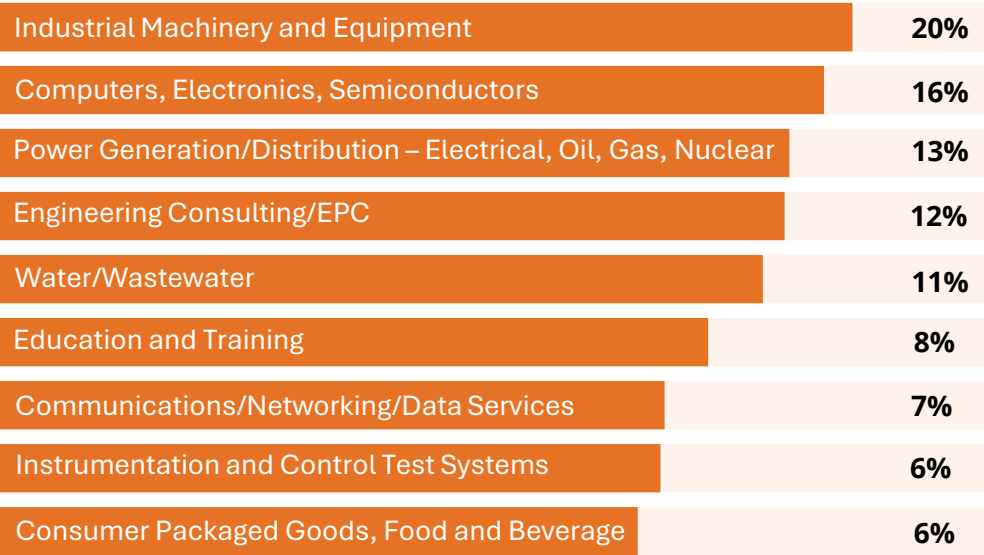 Industrial Machinery and Equipment 20%
Computers, Electronics, Semiconductors 16%
Power Generation/Distribution – Electrical, Oil, Gas, Nuclear 13%
Engineering Consulting/EPC 12%
Water/Wastewater 11%
Education and Training 8%
Communications/Networking/Data Services 7%
Instrumentation and Control Test Systems 6%
Consumer Packaged Goods, Food and Beverage 6%